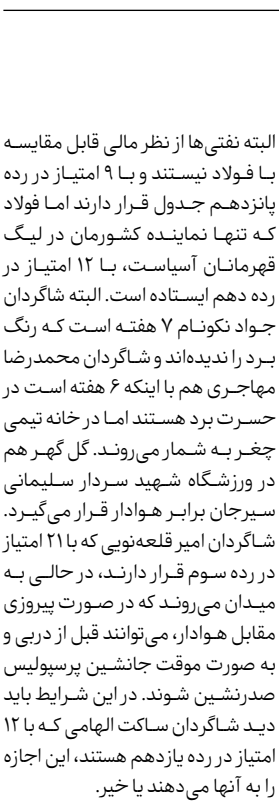 البته نفتی‌ها از نظر مالی قابل مقایسه
با فولاد نیستند و با ۹ امتیاز در رده
پانزدهم جدول قرار دارند اما فولاد
که تنها نماینده کشورمان در لیگ
قهرمانان آسیاست، با ۱۲ امتیاز در
رده دهم ایستاده است. البته شاگردان
جواد نکونام ۷ هفته است که رنگ
برد را ندیده‌اند و شاگردان محمدرضا
مهاجری هم با اینکه ۶ هفته است در
حسرت برد هستند اما در خانه تیمی
چغر به شمار می‌روند. گل گهر هم
در ورزشگاه شهید سردار سلیمانی
سیرجان برابر هوادار قرار می‌گیرد.
شاگردان امیر قلعه‌نویی که با ۲۱ امتیاز
در رده سوم قرار دارند، در حالی به
میدان می‌روند که در صورت پیروزی
مقابل هوادار، می‌توانند قبل از دربی و
به صورت موقت جانشین پرسپولیس
صدرنشین شوند. در این شرایط باید
دید شاگردان ساکت الهامی که با ۱۲
امتیاز در رده یازدهم هستند، این اجازه
را به آنها می‌دهند یا خیر.